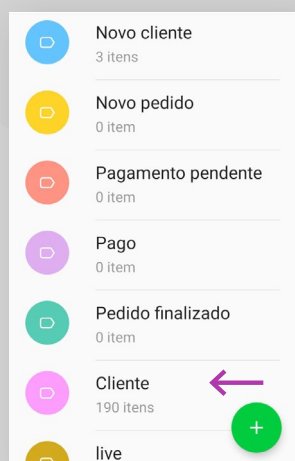 Novo cliente
3 itens
Novo pedido
0 item
Pagamento pendente
0 item
Pago
0 item
Pedido finalizado
0 item
Cliente
190 itens
live